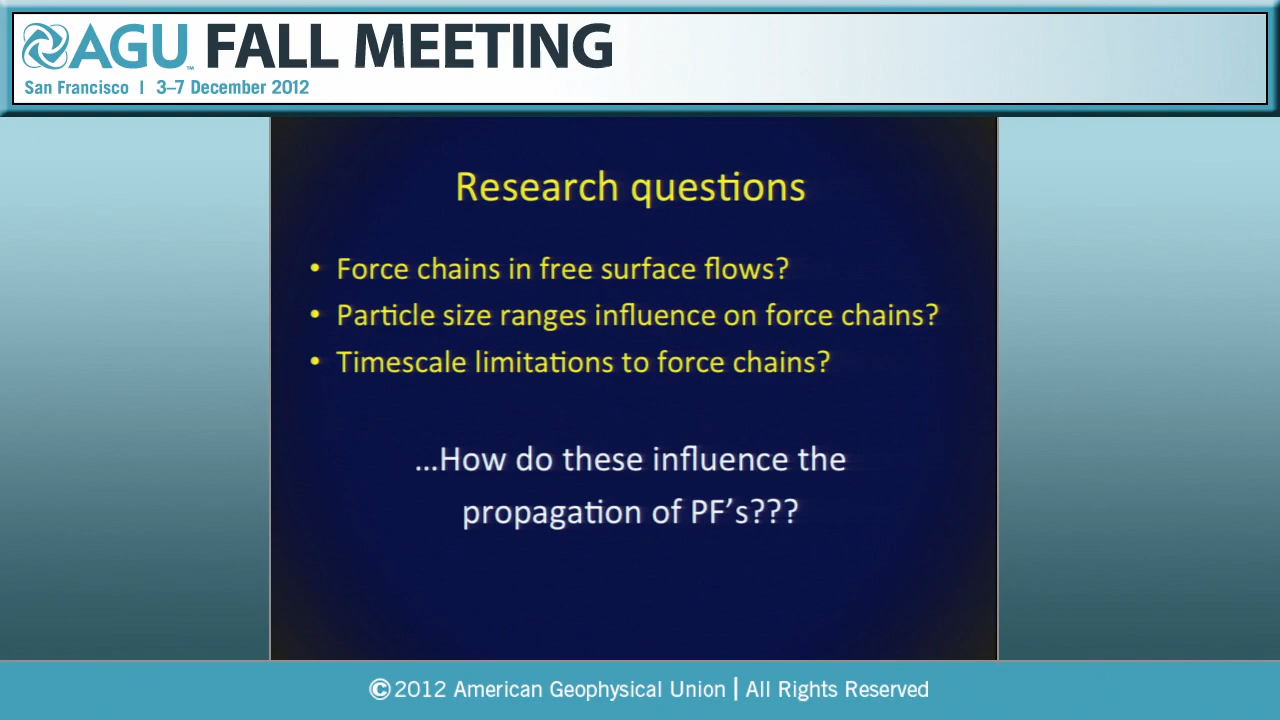 AGU™ FALL MEETING
San Francisco | 3–7 December 2012
Research questions
• Force chains in free surface flows?
• Particle size ranges influence on force chains?
• Timescale limitations to force chains?
...How do these influence the
propagation of PF's???
©2012 American Geophysical Union | All Rights Reserved